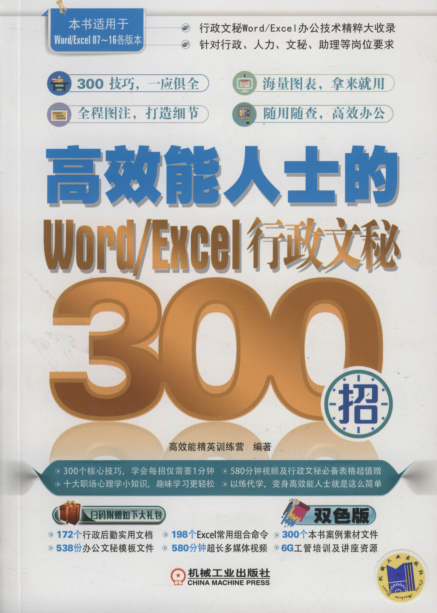 本书适用于
Word/Excel 07~16各版本
行政文秘Word/Excel办公技术精粹大收录
针对行政、人力、文秘、助理等岗位要求
300 技巧，一应俱全
海量图表，拿来就用
全程图注，打造细节
随用随查，高效办公
高效能人士的
Word/Excel 行政文秘
300
招
高效能精英训练营 编著
300个核心技巧，学会每招仅需要1分钟
580分钟视频及行政文秘必备表格超值赠
十大职场心理学小知识，趣味学习更轻松
以练代学，变身高效能人士就是这么简单
扫码附赠如下大礼包
双色版
172个行政后勤实用文档
198个Excel常用组合命令
300个本书案例素材文件
538份办公文秘模板文件
580分钟超长多媒体视频
6G工管培训及讲座资源
机械工业出版社
CHINA MACHINE PRESS